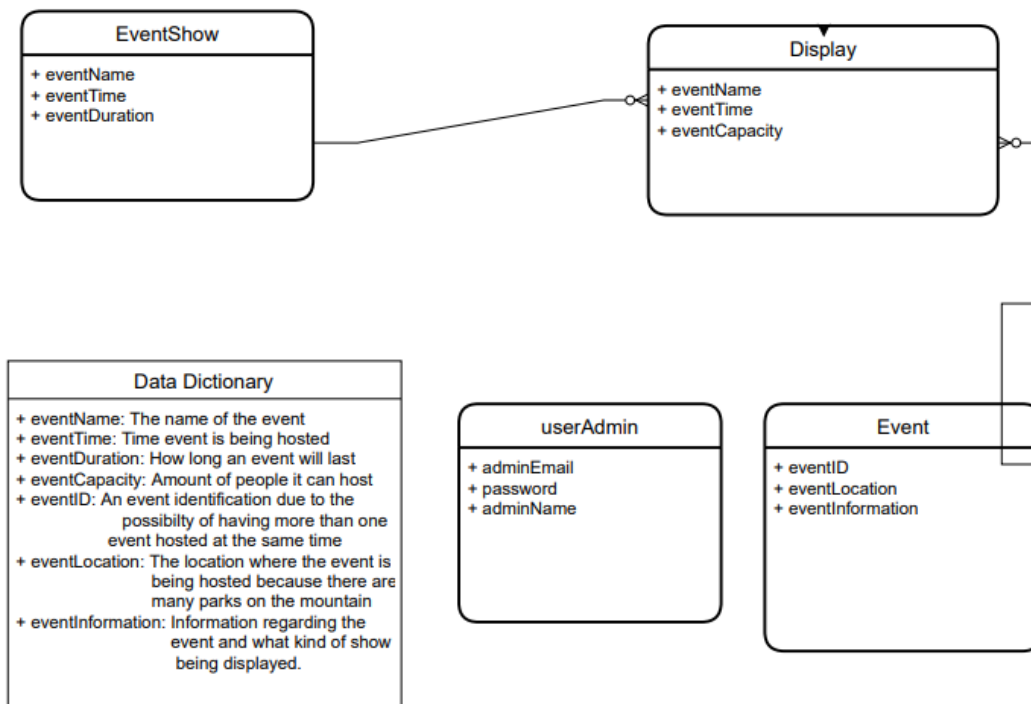 EventShow
+ eventName
+ eventTime
+ eventDuration
Display
+ eventName
+ eventTime
+ eventCapacity
Data Dictionary
+ eventName: The name of the event
+ eventTime: Time event is being hosted
+ eventDuration: How long an event will last
+ eventCapacity: Amount of people it can host
+ eventID: An event identification due to the
possibilty of having more than one
event hosted at the same time
+ eventLocation: The location where the event is
being hosted because there are
many parks on the mountain
+ eventInformation: Information regarding the
event and what kind of show
being displayed.
userAdmin
+ adminEmail
+ password
+ adminName
Event
+ eventID
+ eventLocation
+ eventInformation